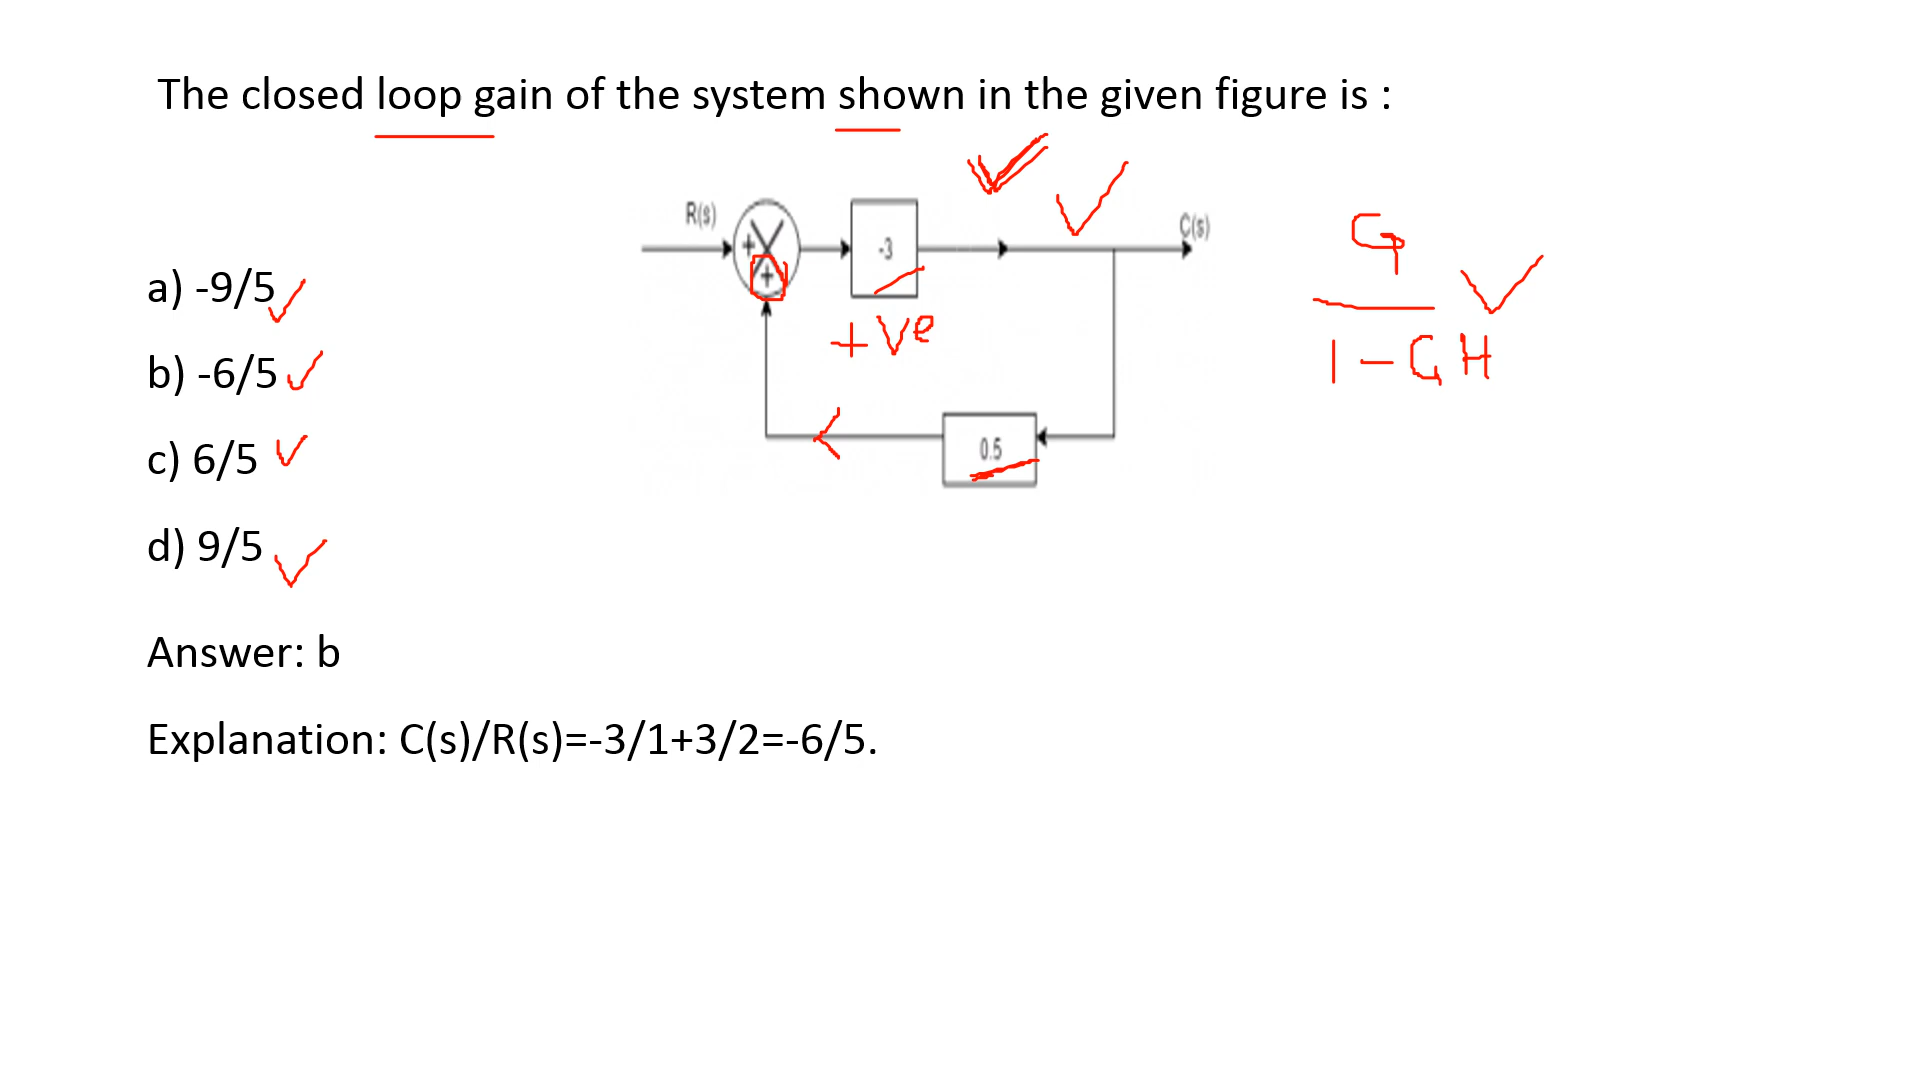 The closed loop gain of the system shown in the given figure is :
R(s)
+
+
-3
C(s)
+ve
0.5
G
1 - GH
a) -9/5
b) -6/5
c) 6/5
d) 9/5
Answer: b
Explanation: C(s)/R(s)=-3/1+3/2=-6/5.